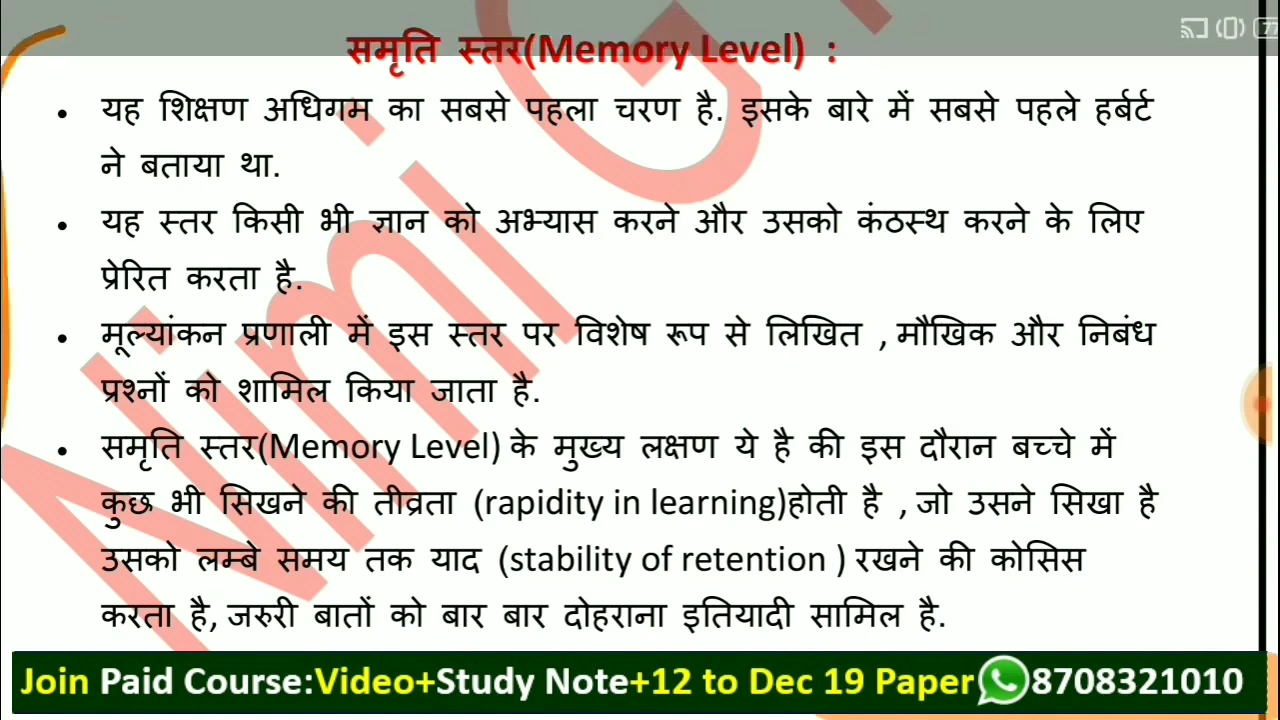 समृति स्तर(Memory Level) :
• यह शिक्षण अधिगम का सबसे पहला चरण है. इसके बारे में सबसे पहले हर्बर्ट
ने बताया था.
• यह स्तर किसी भी ज्ञान को अभ्यास करने और उसको कंठस्थ करने के लिए
प्रेरित करता है.
• मूल्यांकन प्रणाली में इस स्तर पर विशेष रूप से लिखित , मौखिक और निबंध
प्रश्नों को शामिल किया जाता है.
• समृति स्तर(Memory Level) के मुख्य लक्षण ये है की इस दौरान बच्चे में
कुछ भी सिखने की तीव्रता (rapidity in learning)होती है , जो उसने सिखा है
उसको लम्बे समय तक याद (stability of retention ) रखने की कोसिस
करता है, जरुरी बातों को बार बार दोहराना इतियादी सामिल है.
Join Paid Course:Video+Study Note+12 to Dec 19 Paper 8708321010